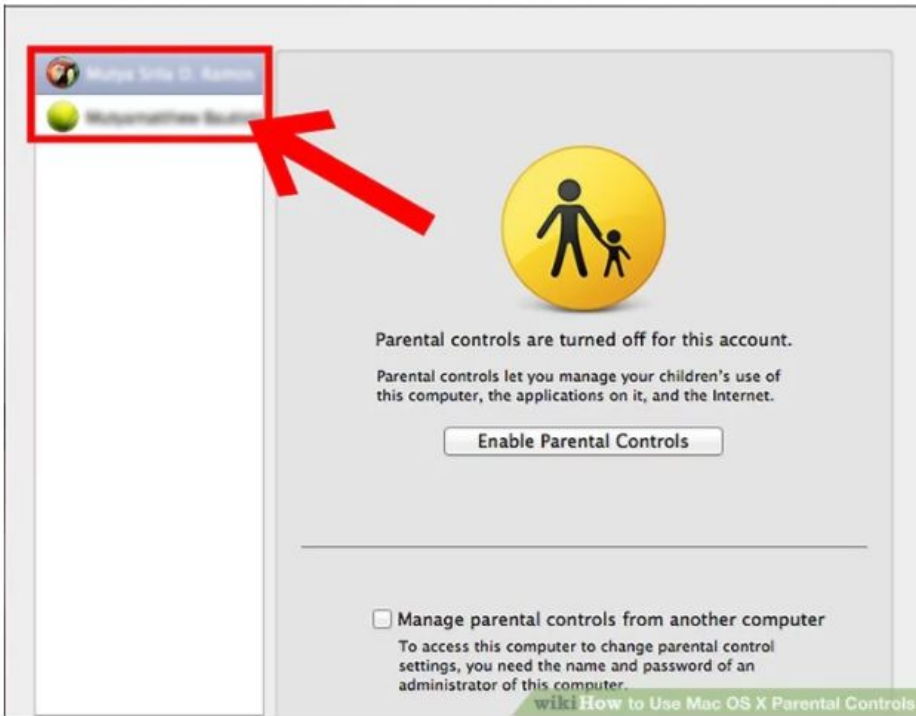 Parental controls are turned off for this account.
Parental controls let you manage your children's use of
this computer, the applications on it, and the Internet.
Enable Parental Controls
Manage parental controls from another computer
To access this computer to change parental control
settings, you need the name and password of an
administrator of this computer.
wikiHow to Use Mac OS X Parental Controls